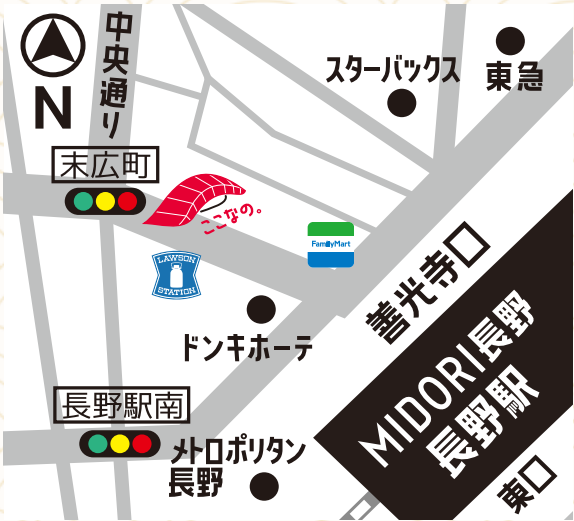 中央通り
スターバックス
東急
N
末広町
ここなの。
FamilyMart
LAWSON
STATION
善光寺口
ドンキホーテ
MIDORI長野
長野駅
長野駅南
メトロポリタン
長野
東口